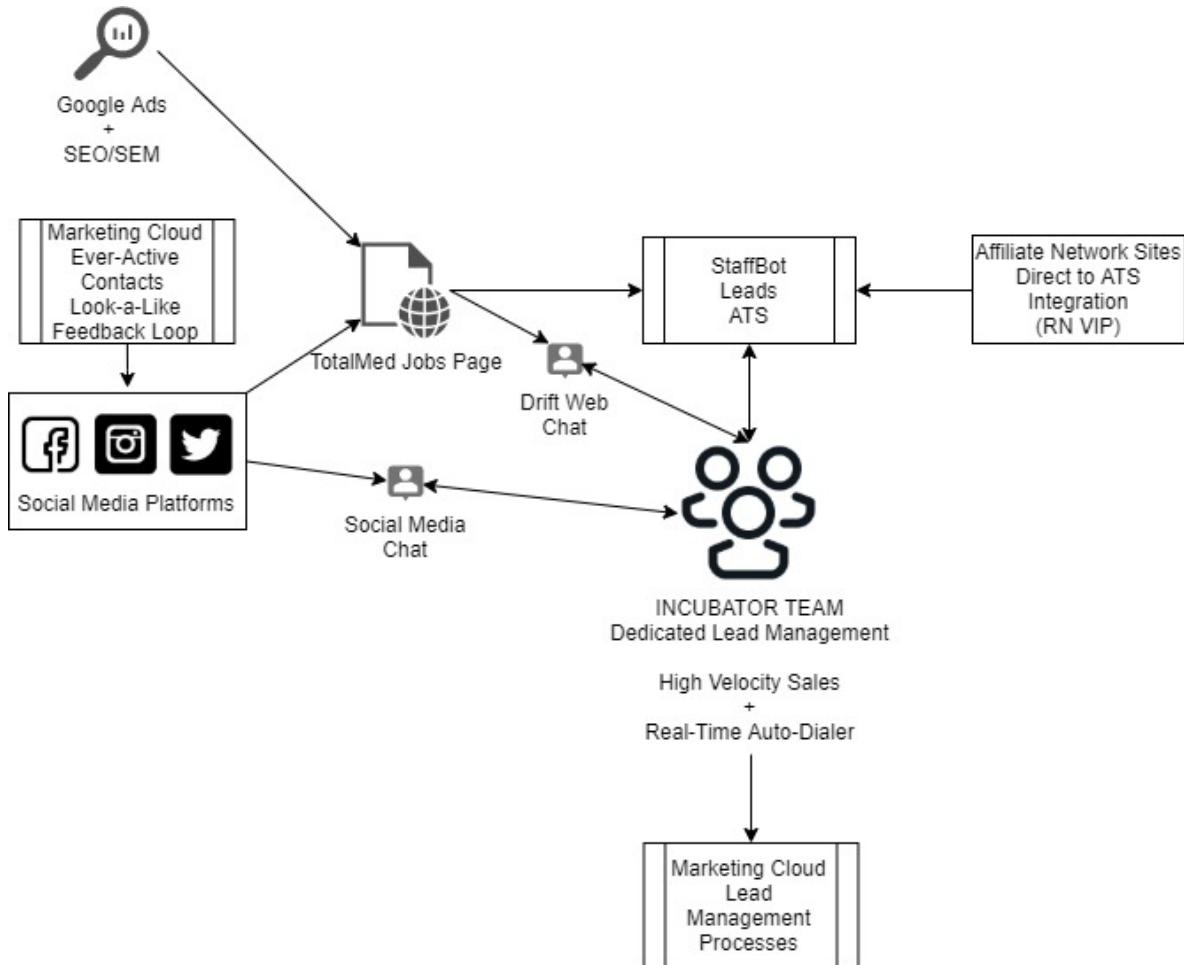 Google Ads
+
SEO/SEM
Marketing Cloud
Ever-Active
Contacts
Look-a-Like
Feedback Loop
Social Media Platforms
TotalMed Jobs Page
StaffBot
Leads
ATS
Affiliate Network Sites
Direct to ATS
Integration
(RN VIP)
Drift Web
Chat
Social Media
Chat
INCUBATOR TEAM
Dedicated Lead Management
High Velocity Sales
+
Real-Time Auto-Dialer
Marketing Cloud
Lead
Management
Processes